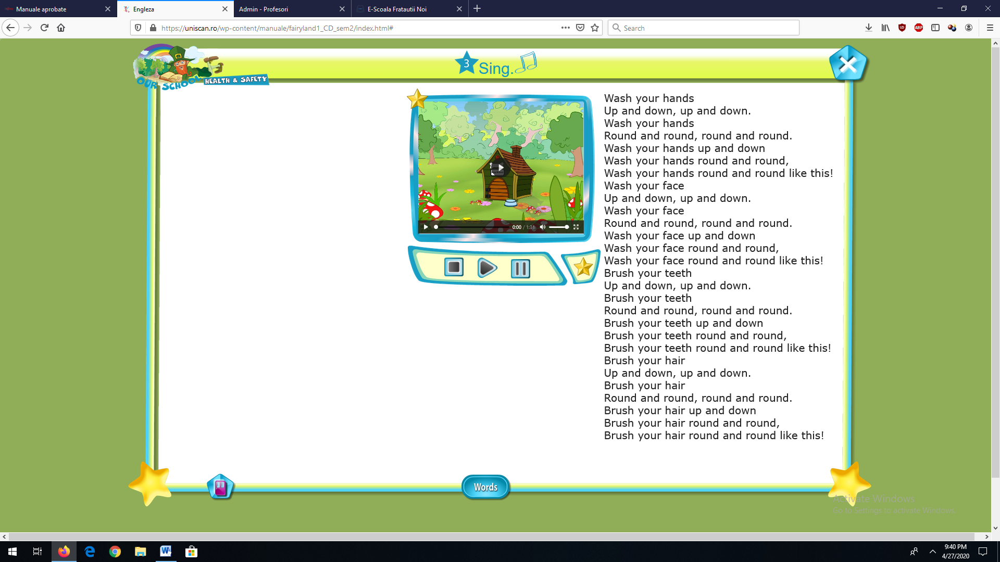 Manuale aprobate
Engleza
Admin - Profesori
E-Scoala Fratautii Noi
https://uniscan.ro/wp-content/manuale/fairyland1_CD_sem2/index.html#
Search
OUR SCHOOL
HEALTH & SAFETY
3 Sing.
Wash your hands
Up and down, up and down.
Wash your hands
Round and round, round and round.
Wash your hands up and down
Wash your hands round and round,
Wash your hands round and round like this!
Wash your face
Up and down, up and down.
Wash your face
Round and round, round and round.
Wash your face up and down
Wash your face round and round,
Wash your face round and round like this!
Brush your teeth
Up and down, up and down.
Brush your teeth
Round and round, round and round.
Brush your teeth up and down
Brush your teeth round and round,
Brush your teeth round and round like this!
Brush your hair
Up and down, up and down.
Brush your hair
Round and round, round and round.
Brush your hair up and down
Brush your hair round and round,
Brush your hair round and round like this!
0:00 / 1:31
Words
Activate Windows
Go to Settings to activate Windows.
9:40 PM
4/27/2020